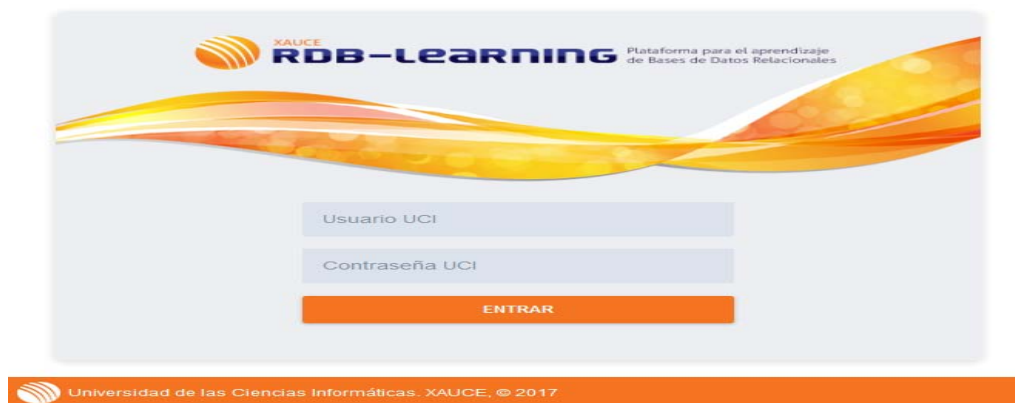 XAUCE
RDB-Learning
Plataforma para el aprendizaje
de Bases de Datos Relacionales
Usuario UCI
Contraseña UCI
ENTRAR
Universidad de las Ciencias Informáticas. XAUCE, © 2017